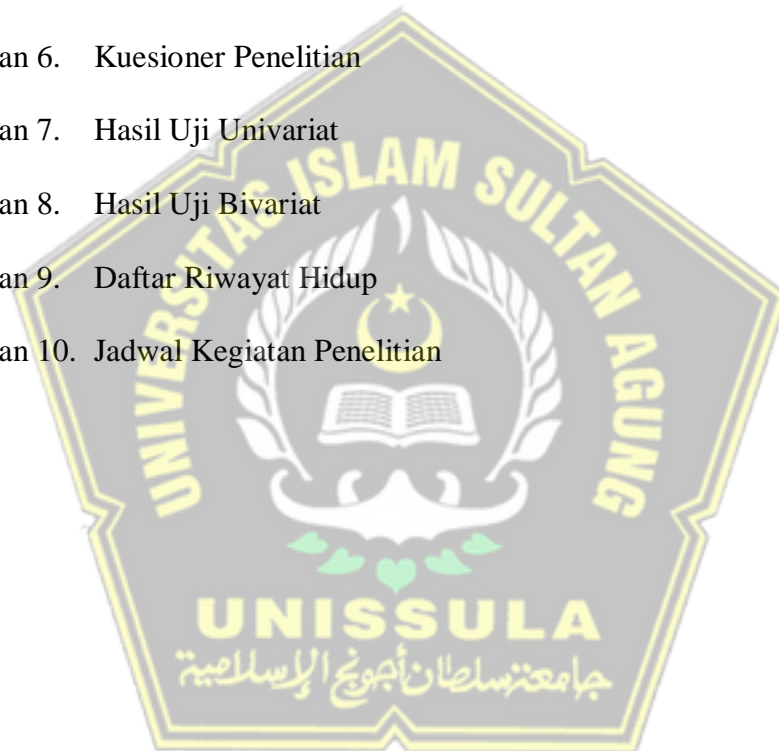 an 6. Kuesioner Penelitian
an 7. Hasil Uji Univariat
an 8. Hasil Uji Bivariat
an 9. Daftar Riwayat Hidup
an 10. Jadwal Kegiatan Penelitian
UNIVERSITAS ISLAM SULTAN AGUNG
UNISSULA
جامعة سلطان أجونج الإسلامية